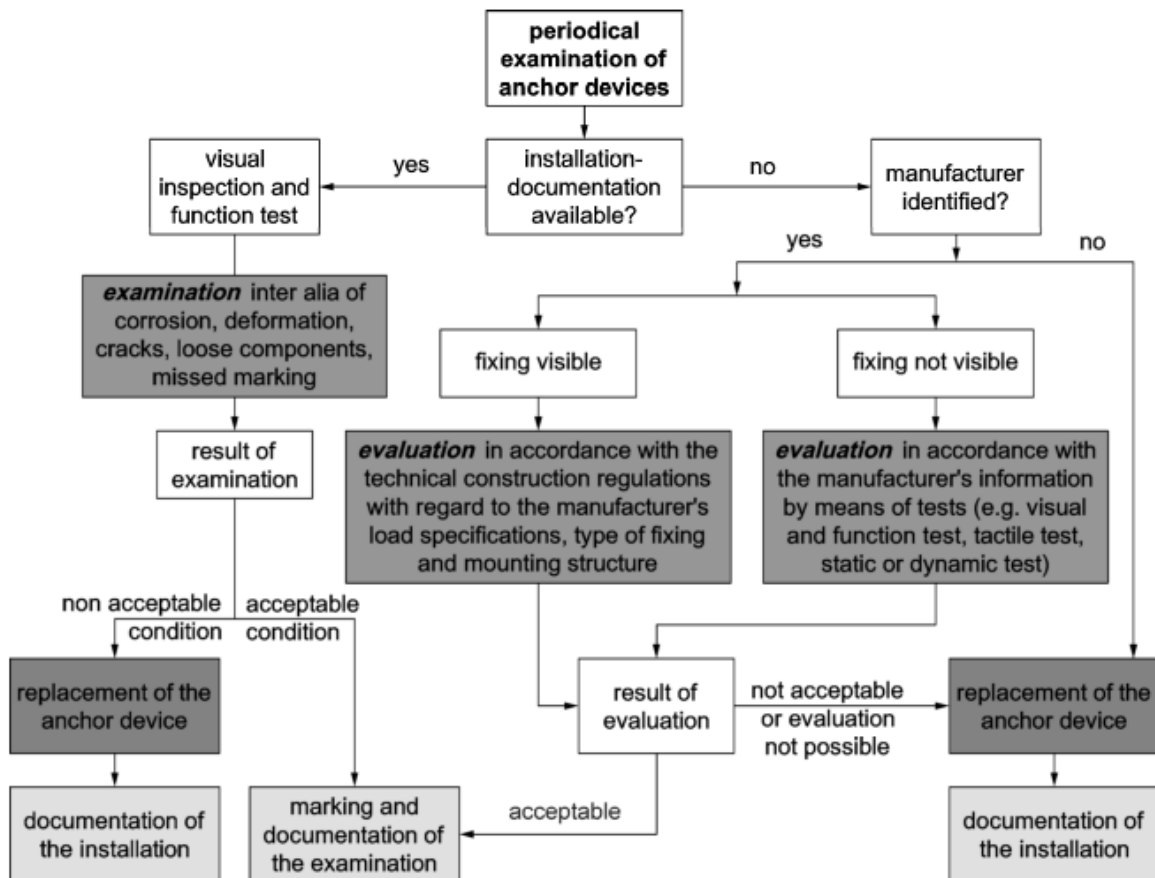 periodical
examination of
anchor devices
visual
inspection and
function test
yes
installation-
documentation
available?
no
manufacturer
identified?
yes
no
examination inter alia of
corrosion, deformation,
cracks, loose components,
missed marking
fixing visible
fixing not visible
result of
examination
evaluation in accordance with the
technical construction regulations
with regard to the manufacturer's
load specifications, type of fixing
and mounting structure
evaluation in accordance with
the manufacturer's information
by means of tests (e.g. visual
and function test, tactile test,
static or dynamic test)
non acceptable
condition
acceptable
condition
replacement of the
anchor device
result of
evaluation
not acceptable
or evaluation
not possible
replacement of the
anchor device
documentation of
the installation
marking and
documentation of
the examination
acceptable
documentation of
the installation